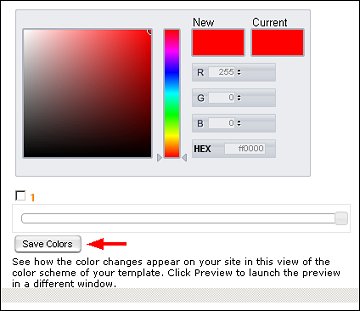 New Current
R 255
G 0
B 0
HEX ff0000
1
Save Colors
See how the color changes appear on your site in this view of the
color scheme of your template. Click Preview to launch the preview
in a different window.